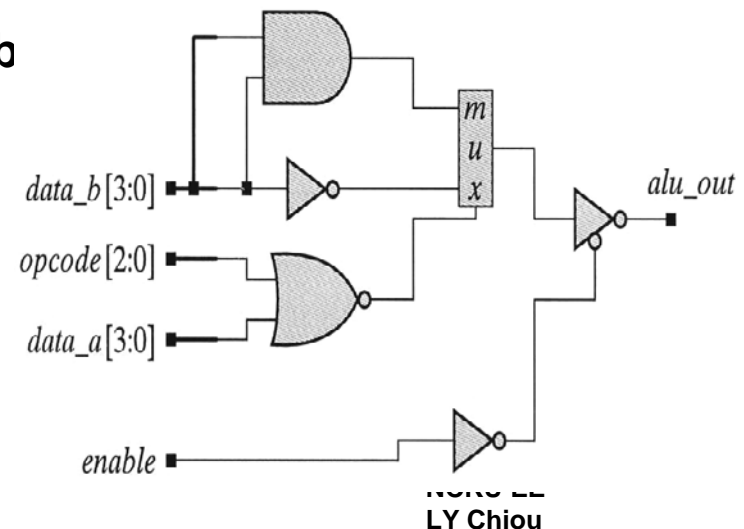 m
u
x
data_b[3:0]
alu_out
opcode[2:0]
data_a[3:0]
enable
LY Chiou